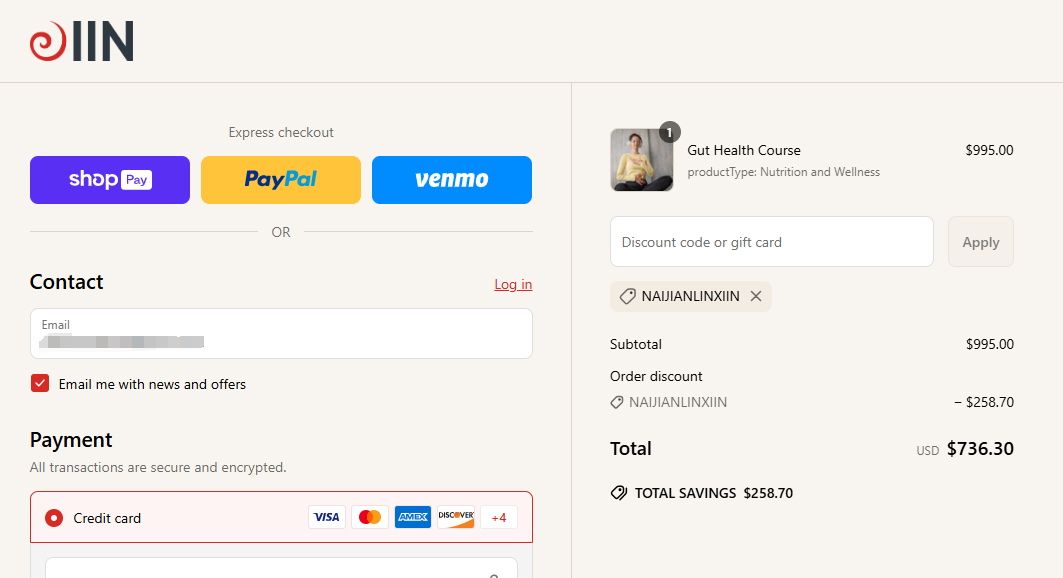 IIN
Express checkout
shop Pay
PayPal
venmo
OR
Contact
Log in
Email
Email me with news and offers
Payment
All transactions are secure and encrypted.
Credit card
VISA
AMEX
DISCOVER
+4
1
Gut Health Course
$995.00
productType: Nutrition and Wellness
Discount code or gift card
Apply
NAIJIANLINXIIN
Subtotal
$995.00
Order discount
NAIJIANLINXIIN
− $258.70
Total
USD $736.30
TOTAL SAVINGS $258.70